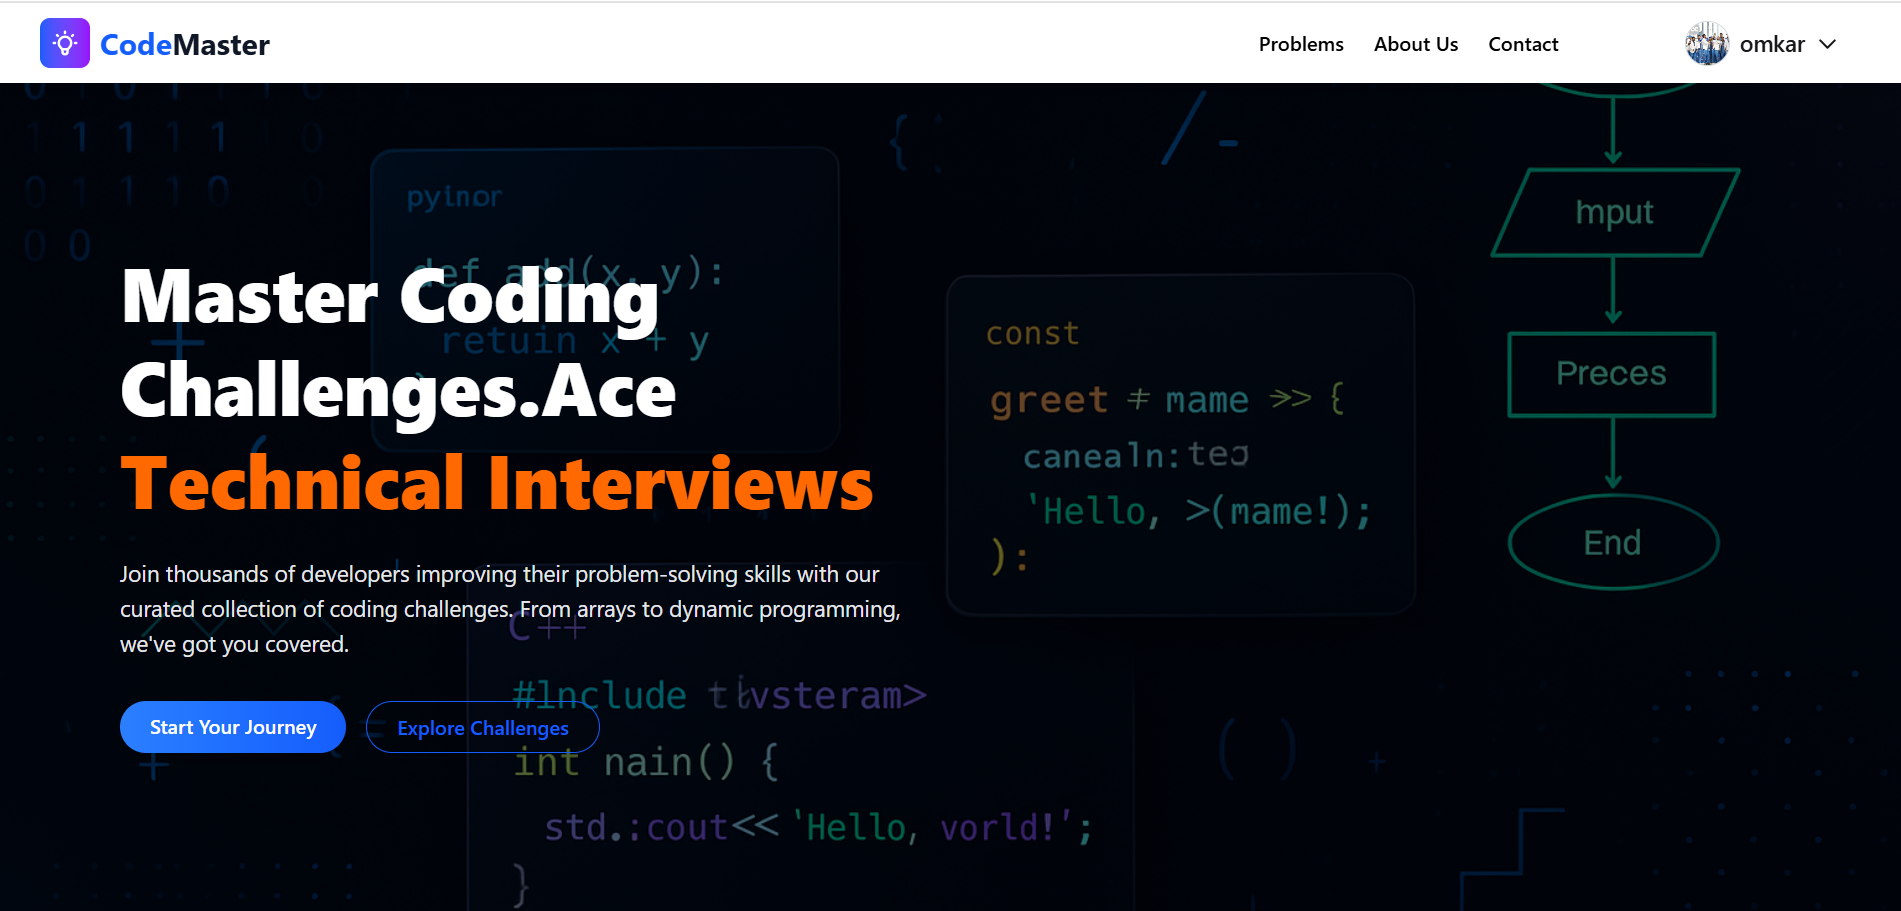 CodeMaster
Problems About Us Contact
omkar
0 1 0 1 1 1 0
1 1 1 1 1 0
0 1 1 1 0 0
0 0
{
/ -
pyinor
def add(x, y):
retuin x + y
Master Coding
Challenges.Ace
Technical Interviews
Join thousands of developers improving their problem-solving skills with our
curated collection of coding challenges. From arrays to dynamic programming,
we've got you covered.
Start Your Journey
Explore Challenges
const
greet ≠ mame >> {
canealn:
'Hello, >(mame!);
):
Imput
Preces
End
C++
#lnclude vsteram>
int nain() {
std.:cout<< 'Hello, vorld!';
}
( ) +